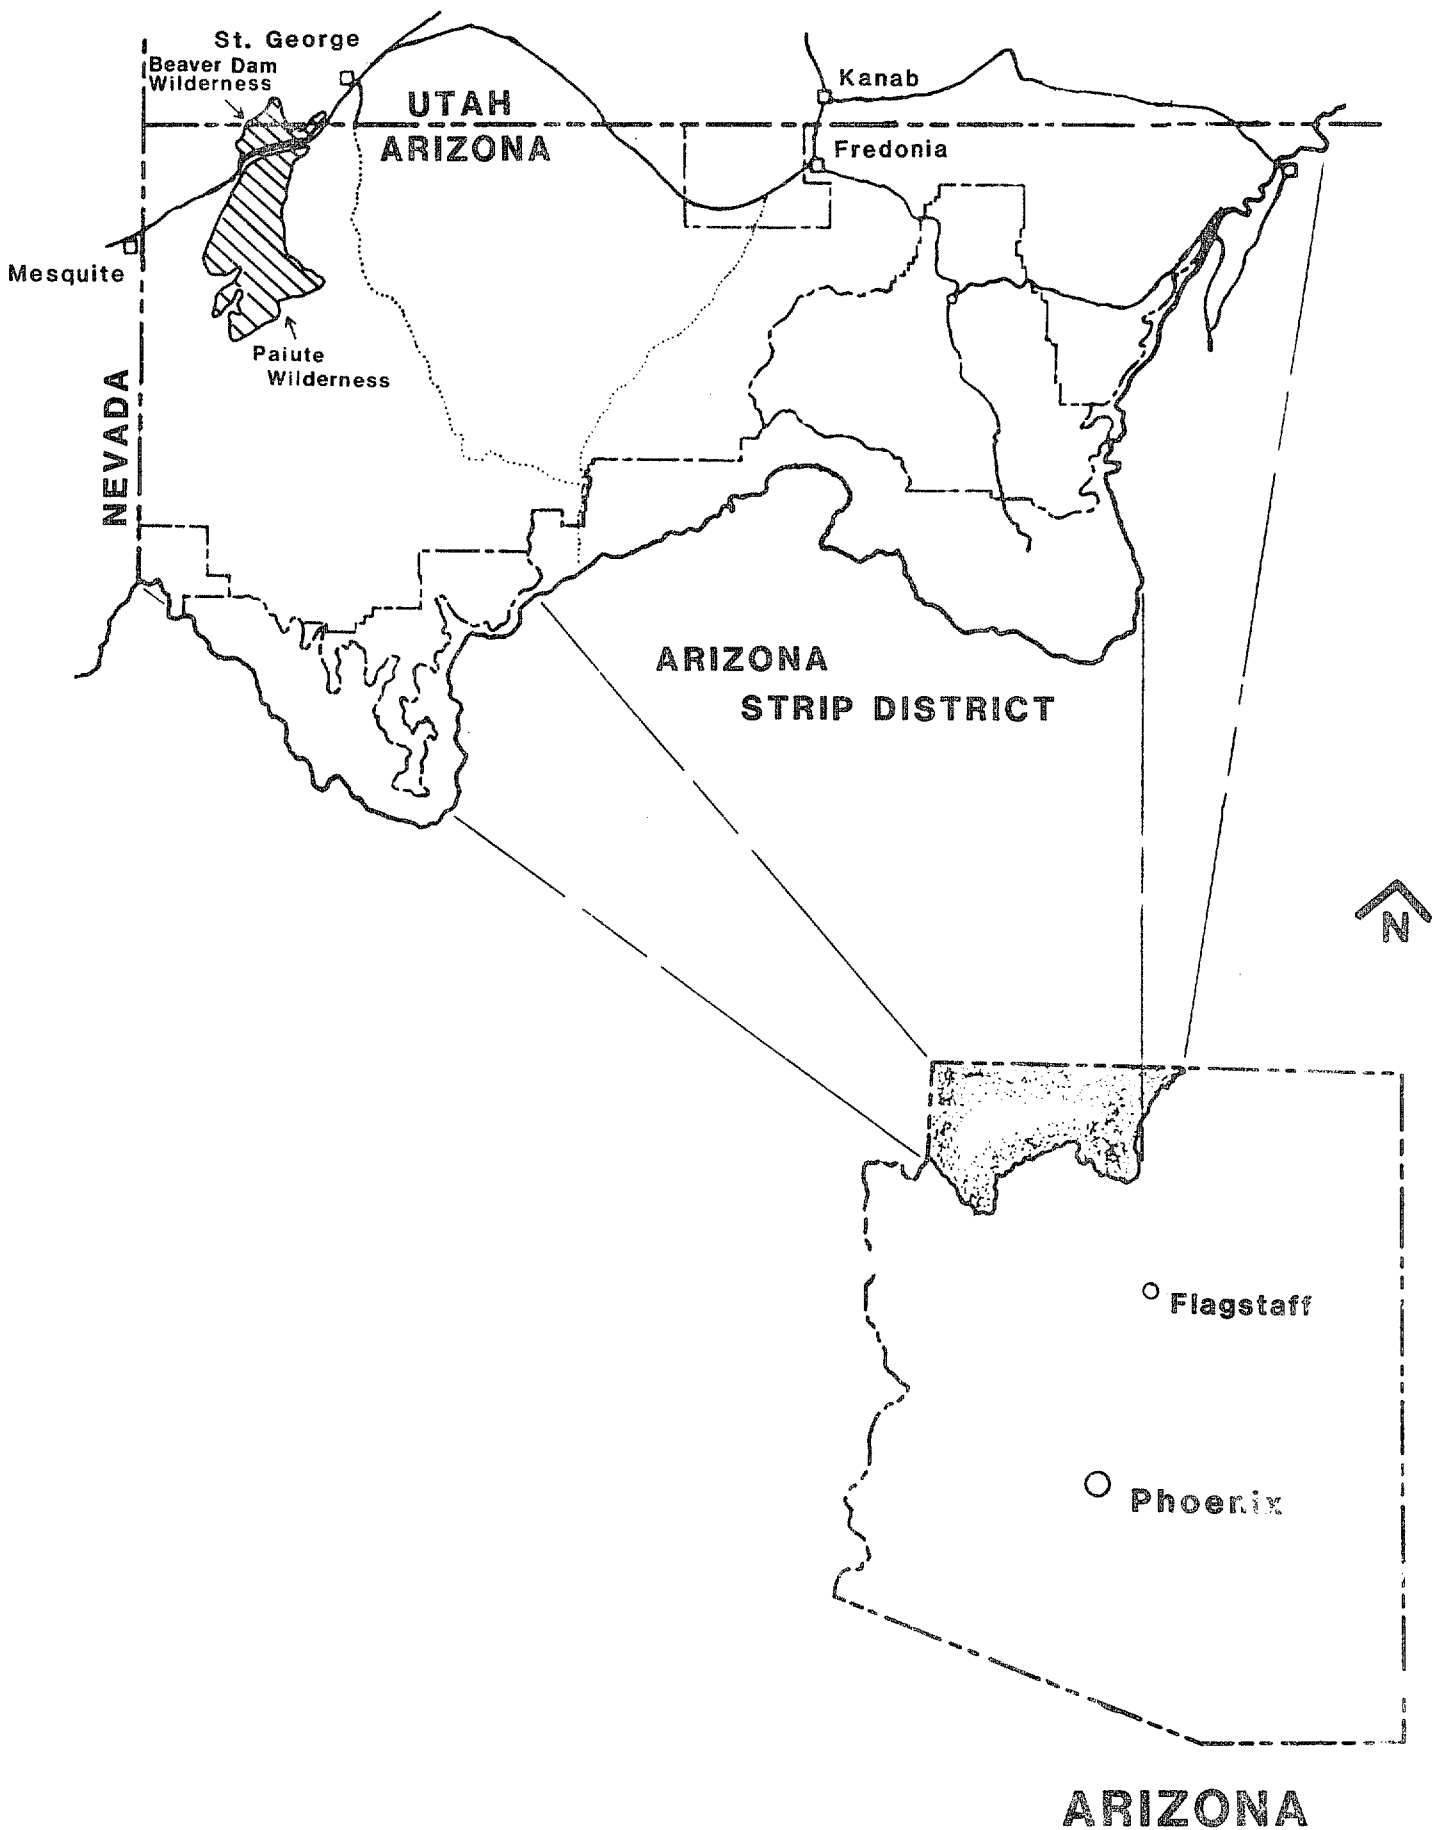 St. George
Beaver Dam
Wilderness
Kanab
UTAH
ARIZONA
Fredonia
Mesquite
Paiute
Wilderness
NEVADA
ARIZONA
STRIP DISTRICT
N
Flagstaff
Phoenix
ARIZONA